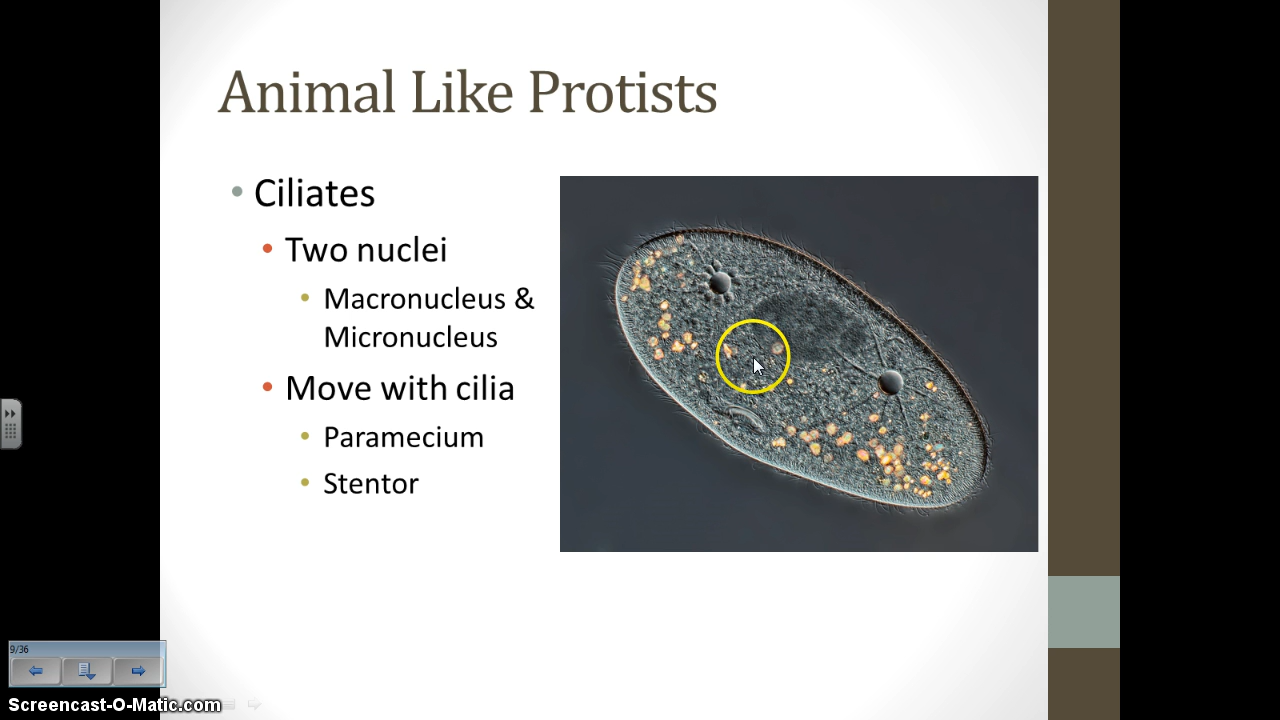 Animal Like Protists
• Ciliates
• Two nuclei
• Macronucleus &
Micronucleus
• Move with cilia
• Paramecium
• Stentor
9/36
Screencast-O-Matic.com